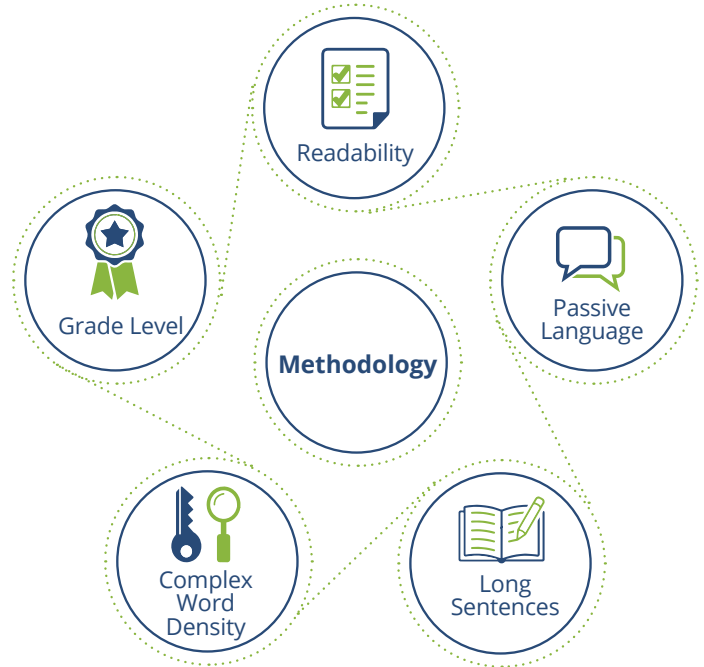 Readability
Passive
Language
Grade Level
Methodology
Complex
Word
Density
Long
Sentences